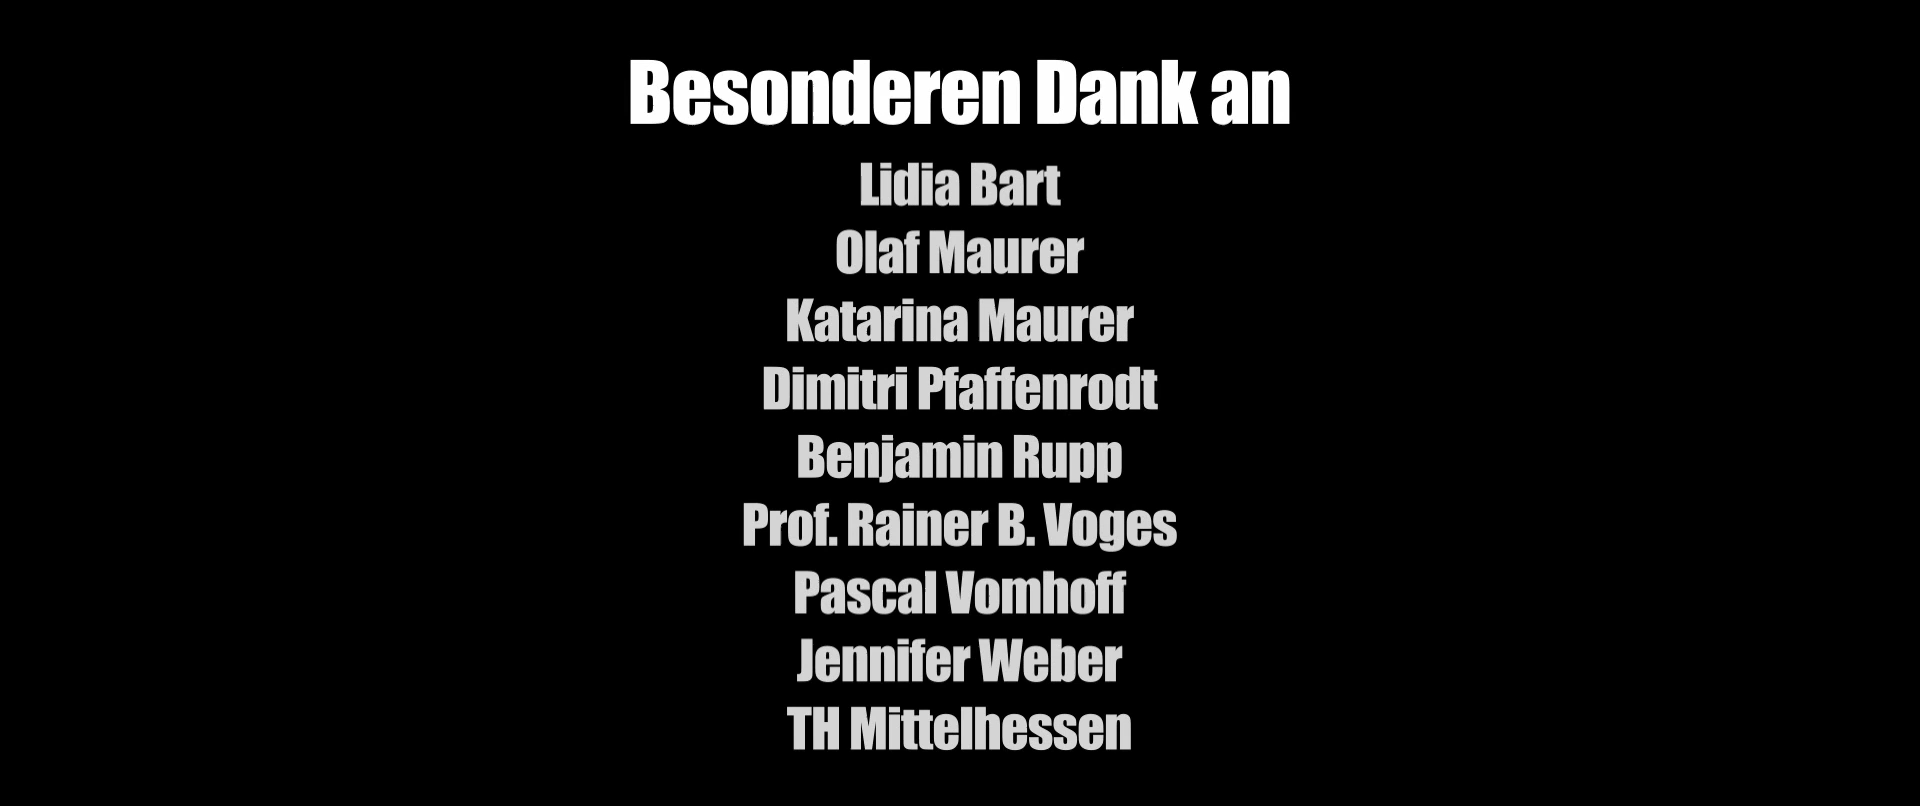 Besonderen Dank an
Lidia Bart
Olaf Maurer
Katarina Maurer
Dimitri Pfaffenrodt
Benjamin Rupp
Prof. Rainer B. Voges
Pascal Vomhoff
Jennifer Weber
TH Mittelhessen